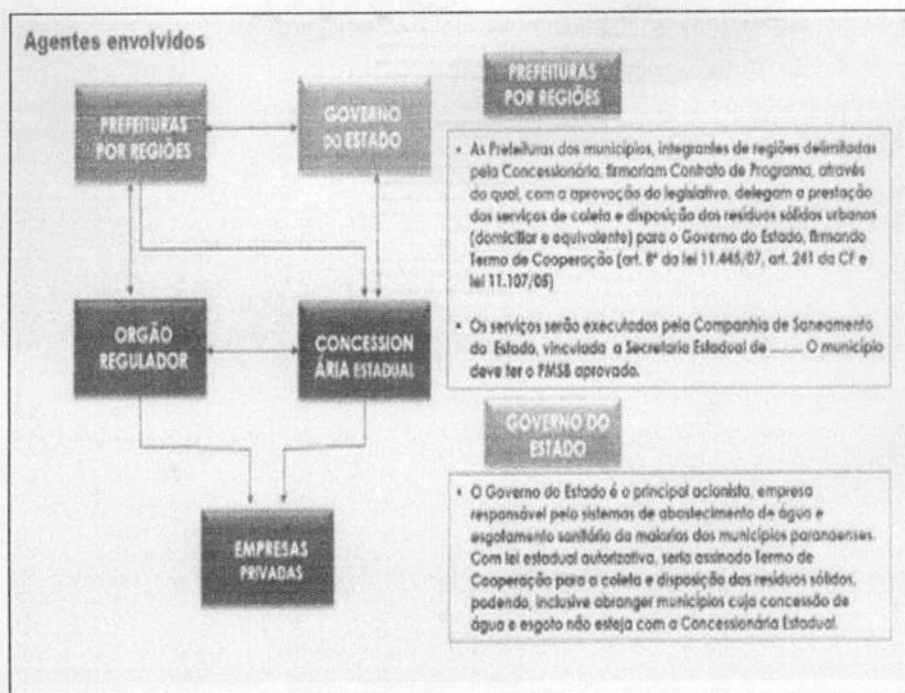 Agentes envolvidos
PREFEITURAS
POR REGIÕES
GOVERNO
DO ESTADO
ORGÃO
REGULADOR
CONCESSION
ÁRIA ESTADUAL
EMPRESAS
PRIVADAS
PREFEITURAS
POR REGIÕES
• As Prefeituras dos municípios, integrantes de regiões delimitadas
pela Concessionária, firmariam Contrato de Programa, através
do qual, com a aprovação do legislativo, delegam a prestação
dos serviços de coleta e disposição dos resíduos sólidos urbanos
(domiciliar e equivalente) para o Governo do Estado, firmando
Termo de Cooperação (art. 8º da lei 11.445/07, art. 241 da CF e
lei 11.107/05)
• Os serviços serão executados pela Companhia de Saneamento
do Estado, vinculada a Secretaria Estadual de ........ O município
deve ter o PMSB aprovado.
GOVERNO DO
ESTADO
• O Governo do Estado é o principal acionista, empresa
responsável pelo sistemas de abastecimento de água e
esgotamento sanitário da maiorias dos municípios paranaenses.
Com lei estadual autorizativa, seria assinado Termo de
Cooperação para a coleta e disposição dos resíduos sólidos,
podendo, inclusive abranger municípios cuja concessão de
água e esgoto não esteja com a Concessionária Estadual.